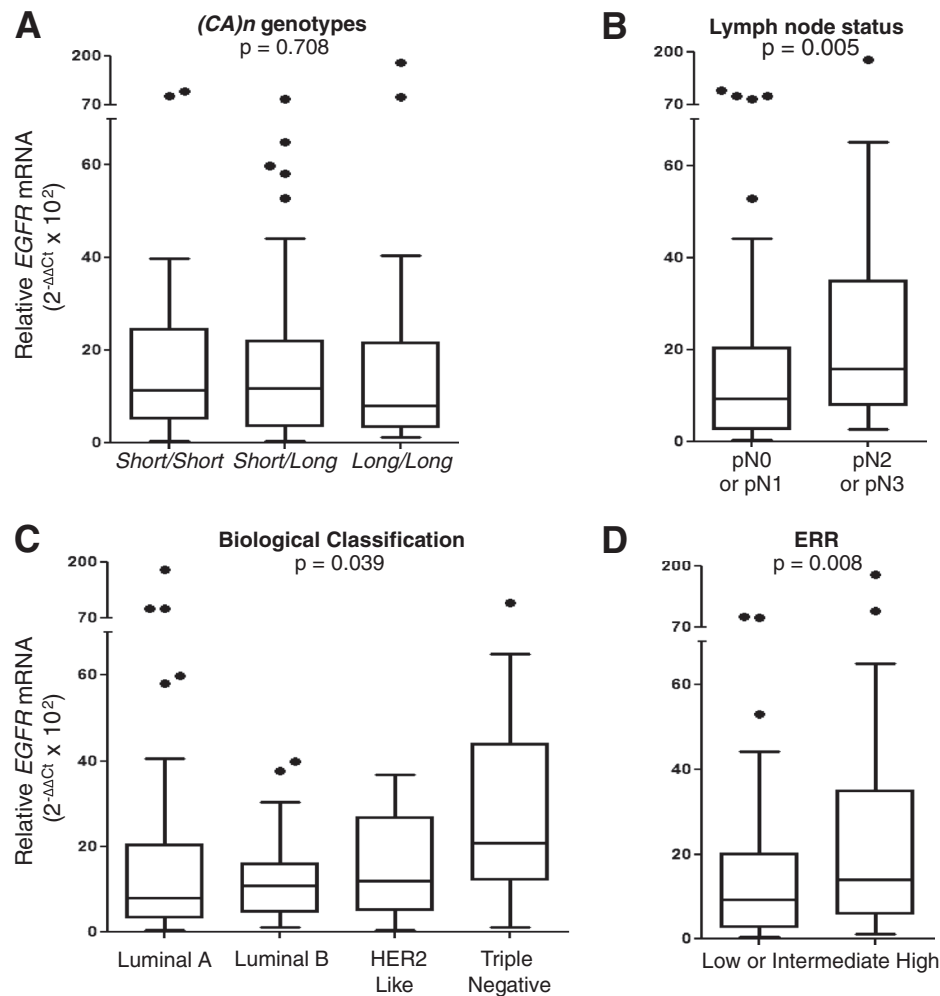 A
(CA)n genotypes
p = 0.708
Relative EGFR mRNA
(2-ΔΔCt x 10²)
200
70
60
40
20
0
Short/Short Short/Long Long/Long
B
Lymph node status
p = 0.005
200
70
60
40
20
0
pN0
or pN1
pN2
or pN3
C
Biological Classification
p = 0.039
Relative EGFR mRNA
(2-ΔΔCt x 10²)
200
70
60
40
20
0
Luminal A Luminal B HER2
Like
Triple
Negative
D
ERR
p = 0.008
200
70
60
40
20
0
Low or Intermediate High